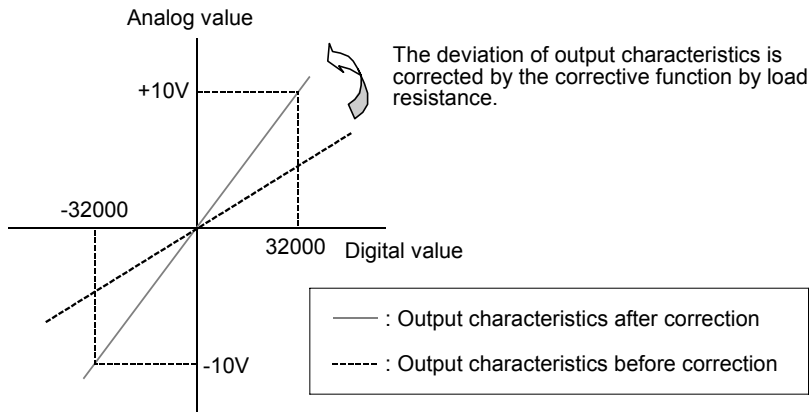 Analog value
The deviation of output characteristics is
corrected by the corrective function by load
resistance.
+10V
-32000
32000
Digital value
-10V
: Output characteristics after correction
: Output characteristics before correction